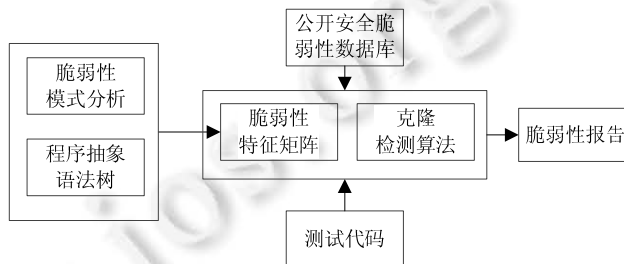 公开安全脆
弱性数据库
脆弱性
模式分析
程序抽象
语法树
脆弱性
特征矩阵
克隆
检测算法
脆弱性报告
测试代码